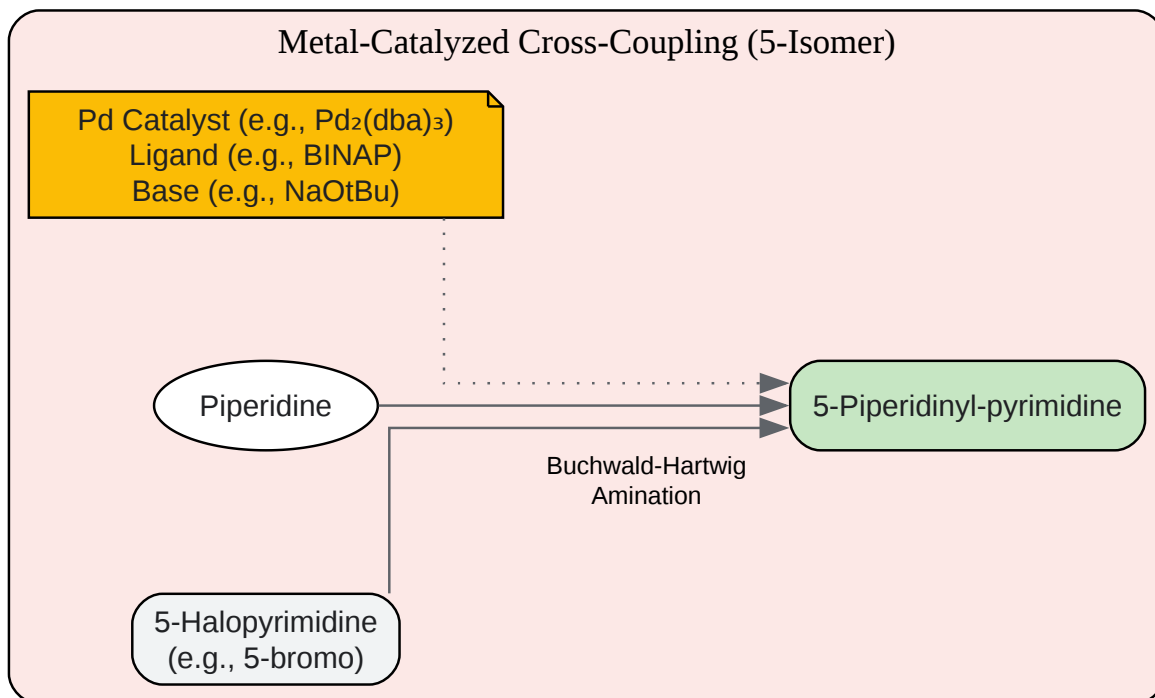 Metal-Catalyzed Cross-Coupling (5-Isomer)
Pd Catalyst (e.g., Pd₂(dba)₃)
Ligand (e.g., BINAP)
Base (e.g., NaOtBu)
Piperidine
5-Piperidinyl-pyrimidine
Buchwald-Hartwig
Amination
5-Halopyrimidine
(e.g., 5-bromo)